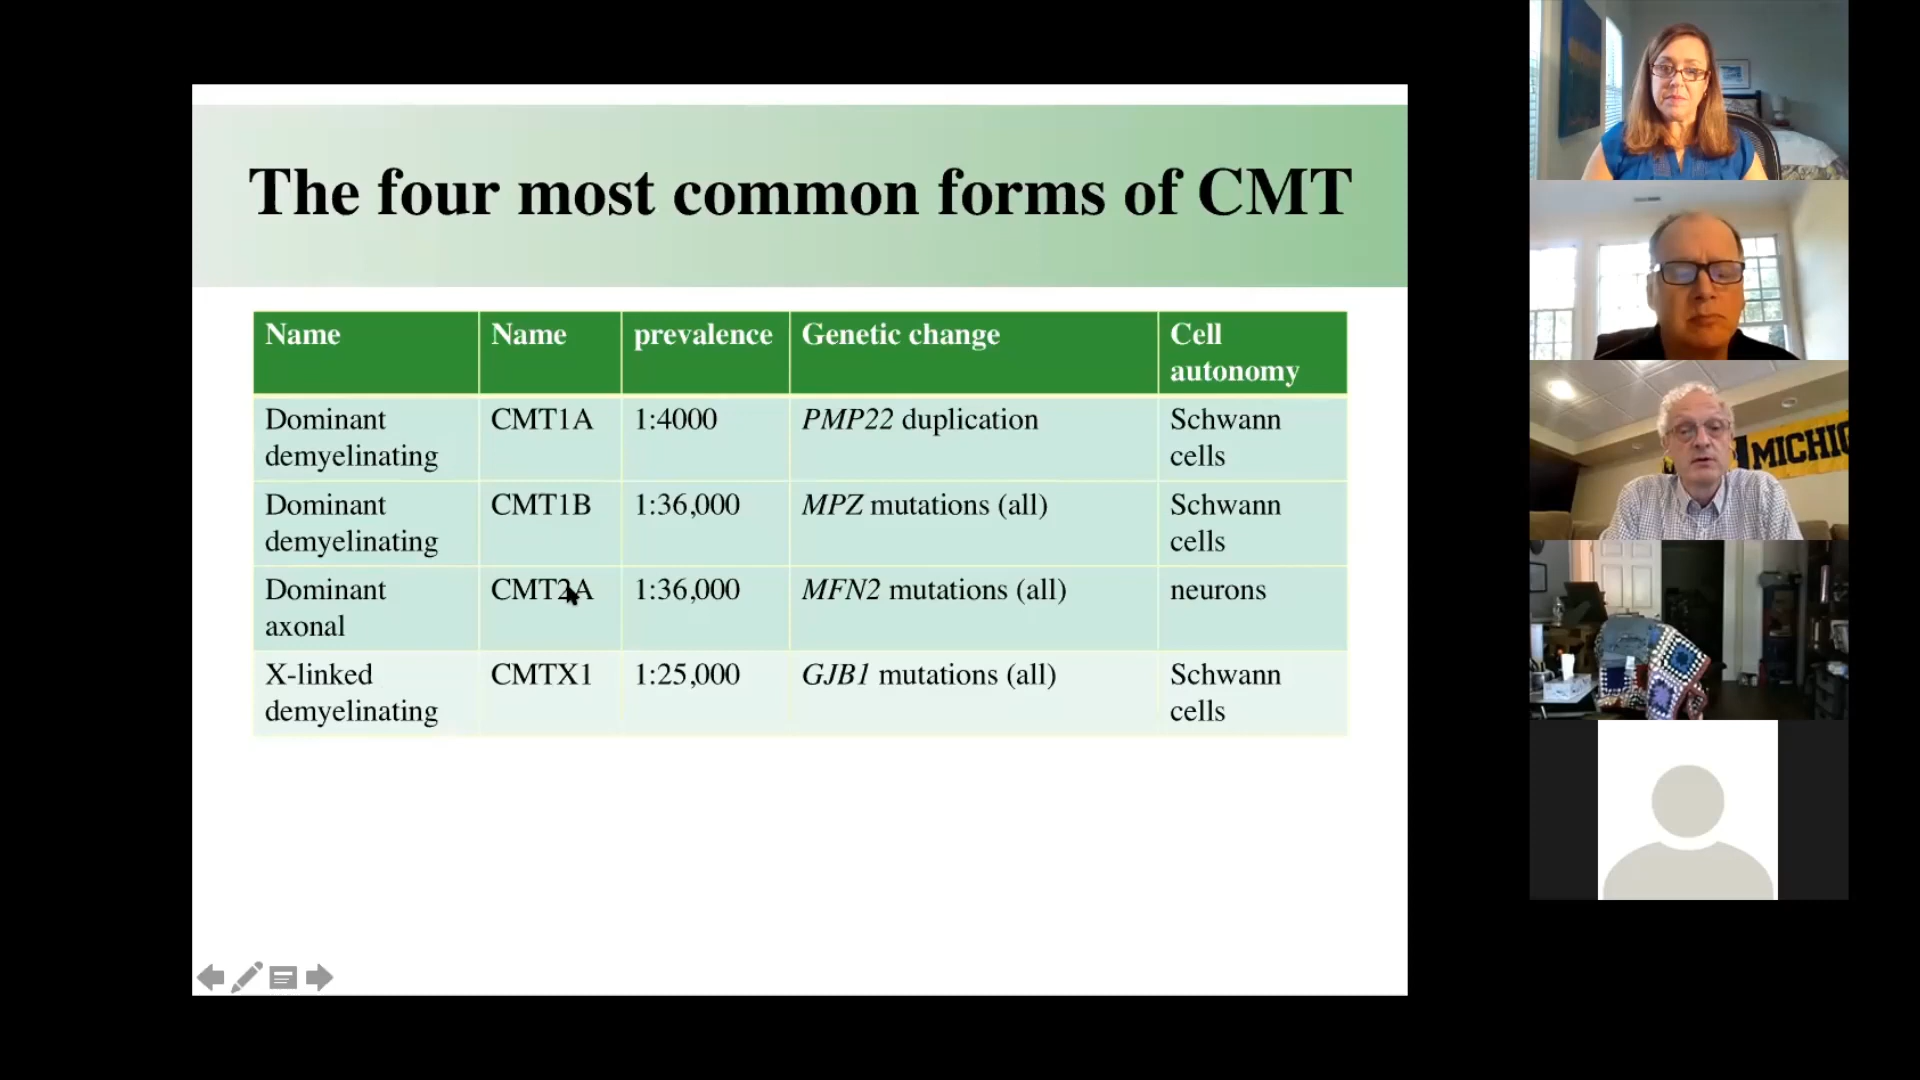 The four most common forms of CMT
Name Name prevalence Genetic change Cell
autonomy
Dominant CMT1A 1:4000 PMP22 duplication Schwann
demyelinating cells
Dominant CMT1B 1:36,000 MPZ mutations (all) Schwann
demyelinating cells
Dominant CMT2A 1:36,000 MFN2 mutations (all) neurons
axonal
X-linked CMTX1 1:25,000 GJB1 mutations (all) Schwann
demyelinating cells
MICHIG